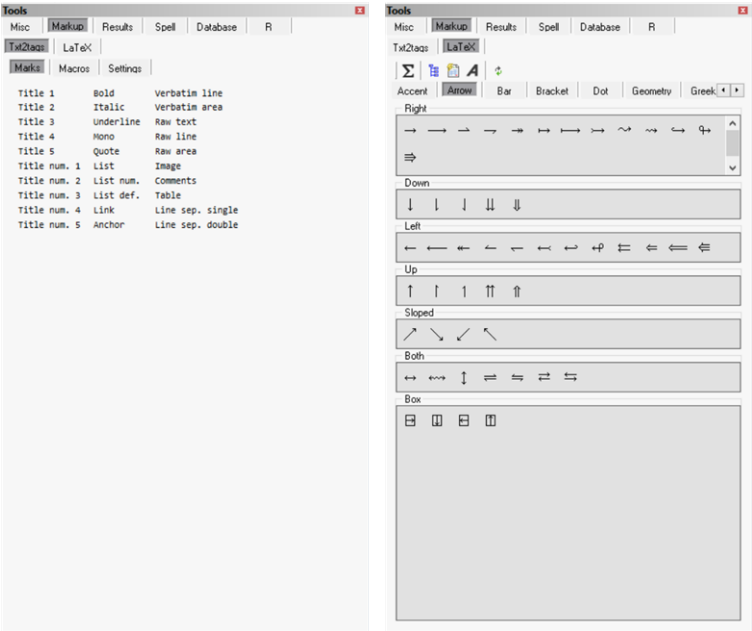 Tools
Misc Markup Results Spell Database R
Txt2tags LaTeX
Marks Macros Settings
Title 1 Bold Verbatim line
Title 2 Italic Verbatim area
Title 3 Underline Raw text
Title 4 Mono Raw line
Title 5 Quote Raw area
Title num. 1 List Image
Title num. 2 List num. Comments
Title num. 3 List def. Table
Title num. 4 Link Line sep. single
Title num. 5 Anchor Line sep. double
Tools
Misc Markup Results Spell Database R
Txt2tags LaTeX
Σ A
Accent Arrow Bar Bracket Dot Geometry Greek
Right
Down
Left
Up
Sloped
Both
Box